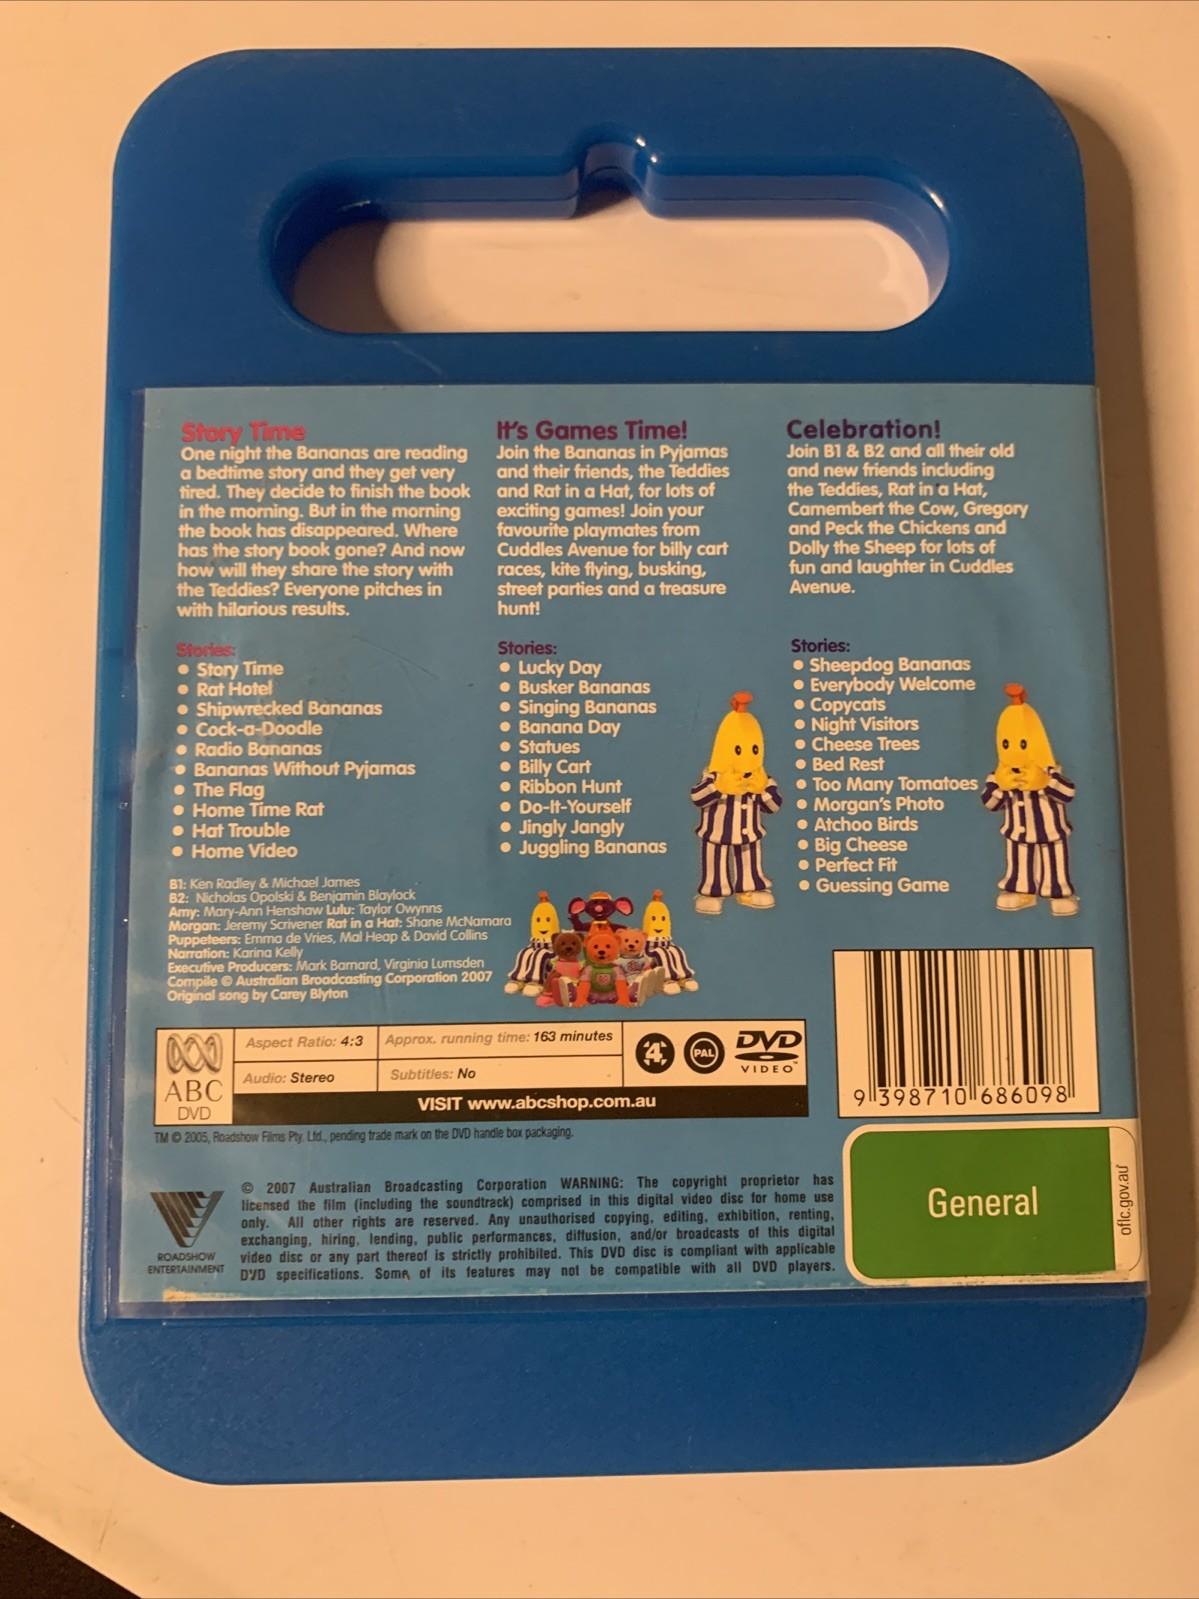 Story Time
One night the Bananas are reading
a bedtime story and they get very
tired. They decide to finish the book
in the morning. But in the morning
the book has disappeared. Where
has the story book gone? And now
how will they share the story with
the Teddies? Everyone pitches in
with hilarious results.
Stories:
• Story Time
• Rat Hotel
• Shipwrecked Bananas
• Cock-a-Doodle
• Radio Bananas
• Bananas Without Pyjamas
• The Flag
• Home Time Rat
• Hat Trouble
• Home Video
It's Games Time!
Join the Bananas in Pyjamas
and their friends, the Teddies
and Rat in a Hat, for lots of
exciting games! Join your
favourite playmates from
Cuddles Avenue for billy cart
races, kite flying, busking,
street parties and a treasure
hunt!
Stories:
• Lucky Day
• Busker Bananas
• Singing Bananas
• Banana Day
• Statues
• Billy Cart
• Ribbon Hunt
• Do-It-Yourself
• Jingly Jangly
• Juggling Bananas
Celebration!
Join B1 & B2 and all their old
and new friends including
the Teddies, Rat in a Hat,
Camembert the Cow, Gregory
and Peck the Chickens and
Dolly the Sheep for lots of
fun and laughter in Cuddles
Avenue.
Stories:
• Sheepdog Bananas
• Everybody Welcome
• Copycats
• Night Visitors
• Cheese Trees
• Bed Rest
• Too Many Tomatoes
• Morgan's Photo
• Atchoo Birds
• Big Cheese
• Perfect Fit
• Guessing Game
B1: Ken Radley & Michael James
B2: Nicholas Opolski & Benjamin Blaylock
Amy: Mary-Ann Henshaw Lulu: Taylor Owynns
Morgan: Jeremy Scrivener Rat in a Hat: Shane McNamara
Puppeteers: Emma de Vries, Mal Heap & David Collins
Narration: Karina Kelly
Executive Producers: Mark Barnard, Virginia Lumsden
Compile © Australian Broadcasting Corporation 2007
Original song by Carey Blyton
ABC
DVD
Aspect Ratio: 4:3
Approx. running time: 163 minutes
Audio: Stereo
Subtitles: No
4
PAL
DVD
VIDEO™
VISIT www.abcshop.com.au
9 398710 686098
TM © 2005, Roadshow Films Pty. Ltd., pending trade mark on the DVD handle box packaging.
ROADSHOW
ENTERTAINMENT
© 2007 Australian Broadcasting Corporation WARNING: The copyright proprietor has
licensed the film (including the soundtrack) comprised in this digital video disc for home use
only. All other rights are reserved. Any unauthorised copying, editing, exhibition, renting,
exchanging, hiring, lending, public performances, diffusion, and/or broadcasts of this digital
video disc or any part thereof is strictly prohibited. This DVD disc is compliant with applicable
DVD specifications. Some of its features may not be compatible with all DVD players.
General
oflc.gov.au